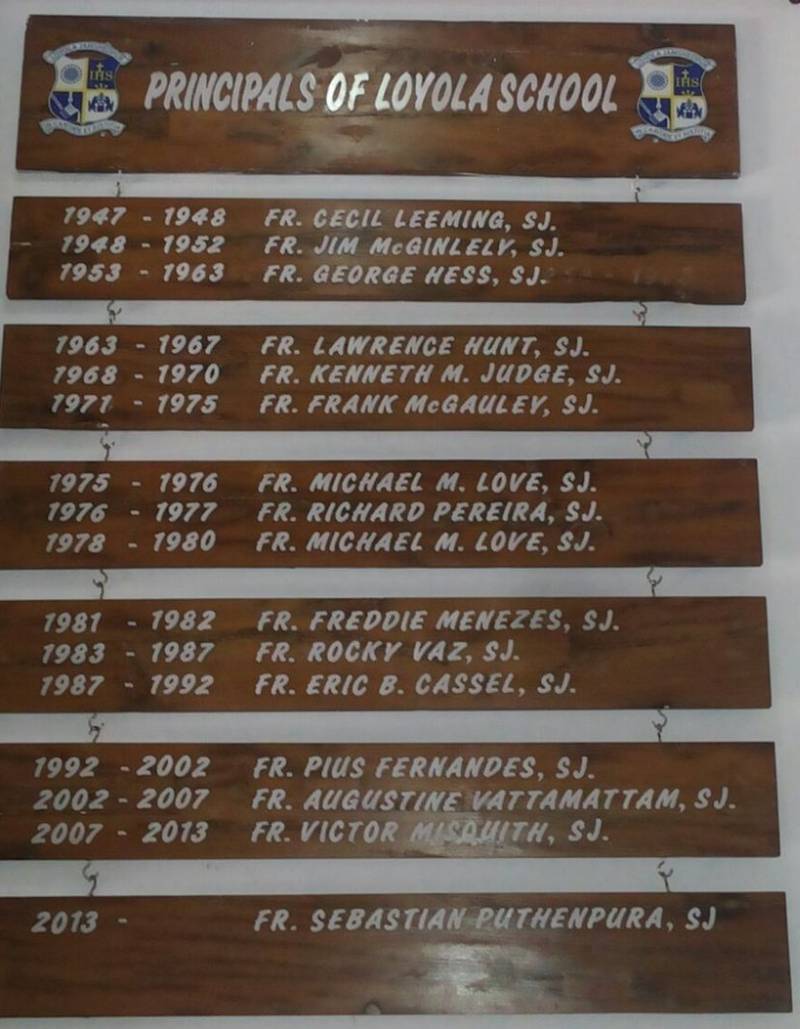 PRINCIPALS OF LOYOLA SCHOOL
IHS
IHS
1947 - 1948 FR. CECIL LEEMING, SJ.
1948 - 1952 FR. JIM McGINLELY, SJ.
1953 - 1963 FR. GEORGE HESS, SJ.
1963 - 1967 FR. LAWRENCE HUNT, SJ.
1968 - 1970 FR. KENNETH M. JUDGE, SJ.
1971 - 1975 FR. FRANK McGAULEY, SJ.
1975 - 1976 FR. MICHAEL M. LOVE, SJ.
1976 - 1977 FR. RICHARD PEREIRA, SJ.
1978 - 1980 FR. MICHAEL M. LOVE, SJ.
1981 - 1982 FR. FREDDIE MENEZES, SJ.
1983 - 1987 FR. ROCKY VAZ, SJ.
1987 - 1992 FR. ERIC B. CASSEL, SJ.
1992 - 2002 FR. PIUS FERNANDES, SJ.
2002 - 2007 FR. AUGUSTINE VATTAMATTAM, SJ.
2007 - 2013 FR. VICTOR MISQUITH, SJ.
2013 - FR. SEBASTIAN PUTHENPURA, SJ